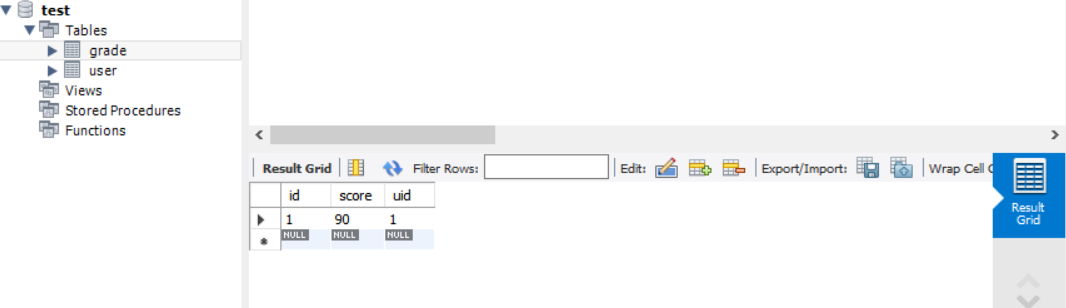 test
Tables
grade
user
Views
Stored Procedures
Functions
Result Grid Filter Rows: Edit: Export/Import: Wrap Cell C
id score uid
1 90 1
NULL NULL NULL
Result
Grid